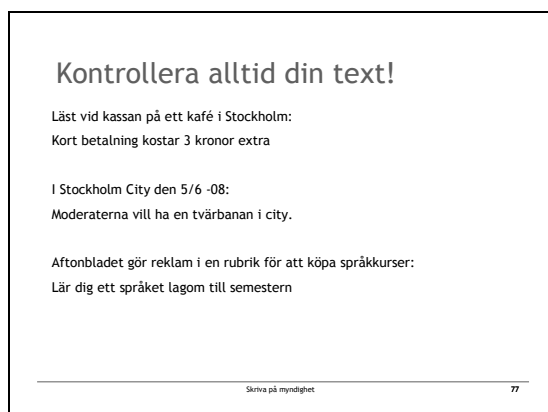 Kontrollera alltid din text!
Läst vid kassan på ett kafé i Stockholm:
Kort betalning kostar 3 kronor extra
I Stockholm City den 5/6 -08:
Moderaterna vill ha en tvärbanan i city.
Aftonbladet gör reklam i en rubrik för att köpa språkkurser:
Lär dig ett språket lagom till semestern
Skriva på myndighet
77